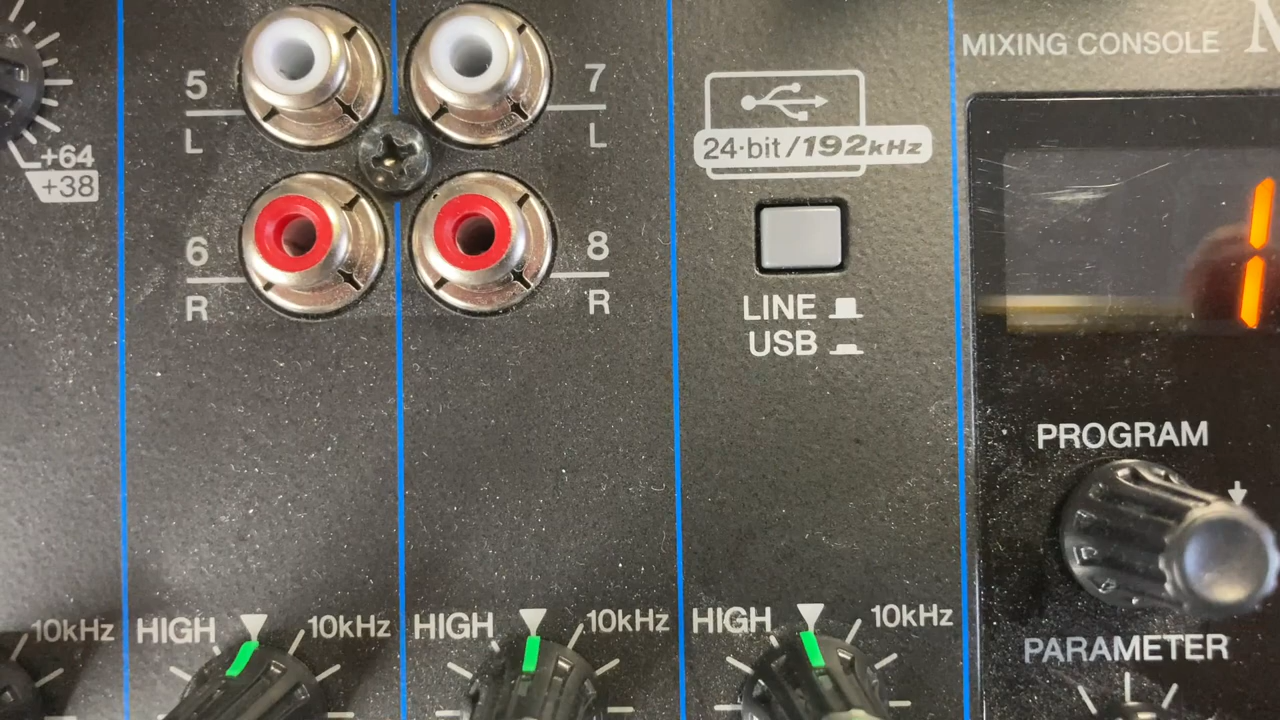 MIXING CONSOLE
5
L
7
L
24-bit/192kHz
+64
+38
6
R
8
R
LINE
USB
1
PROGRAM
10kHz
HIGH
10kHz
HIGH
10kHz
HIGH
10kHz
PARAMETER